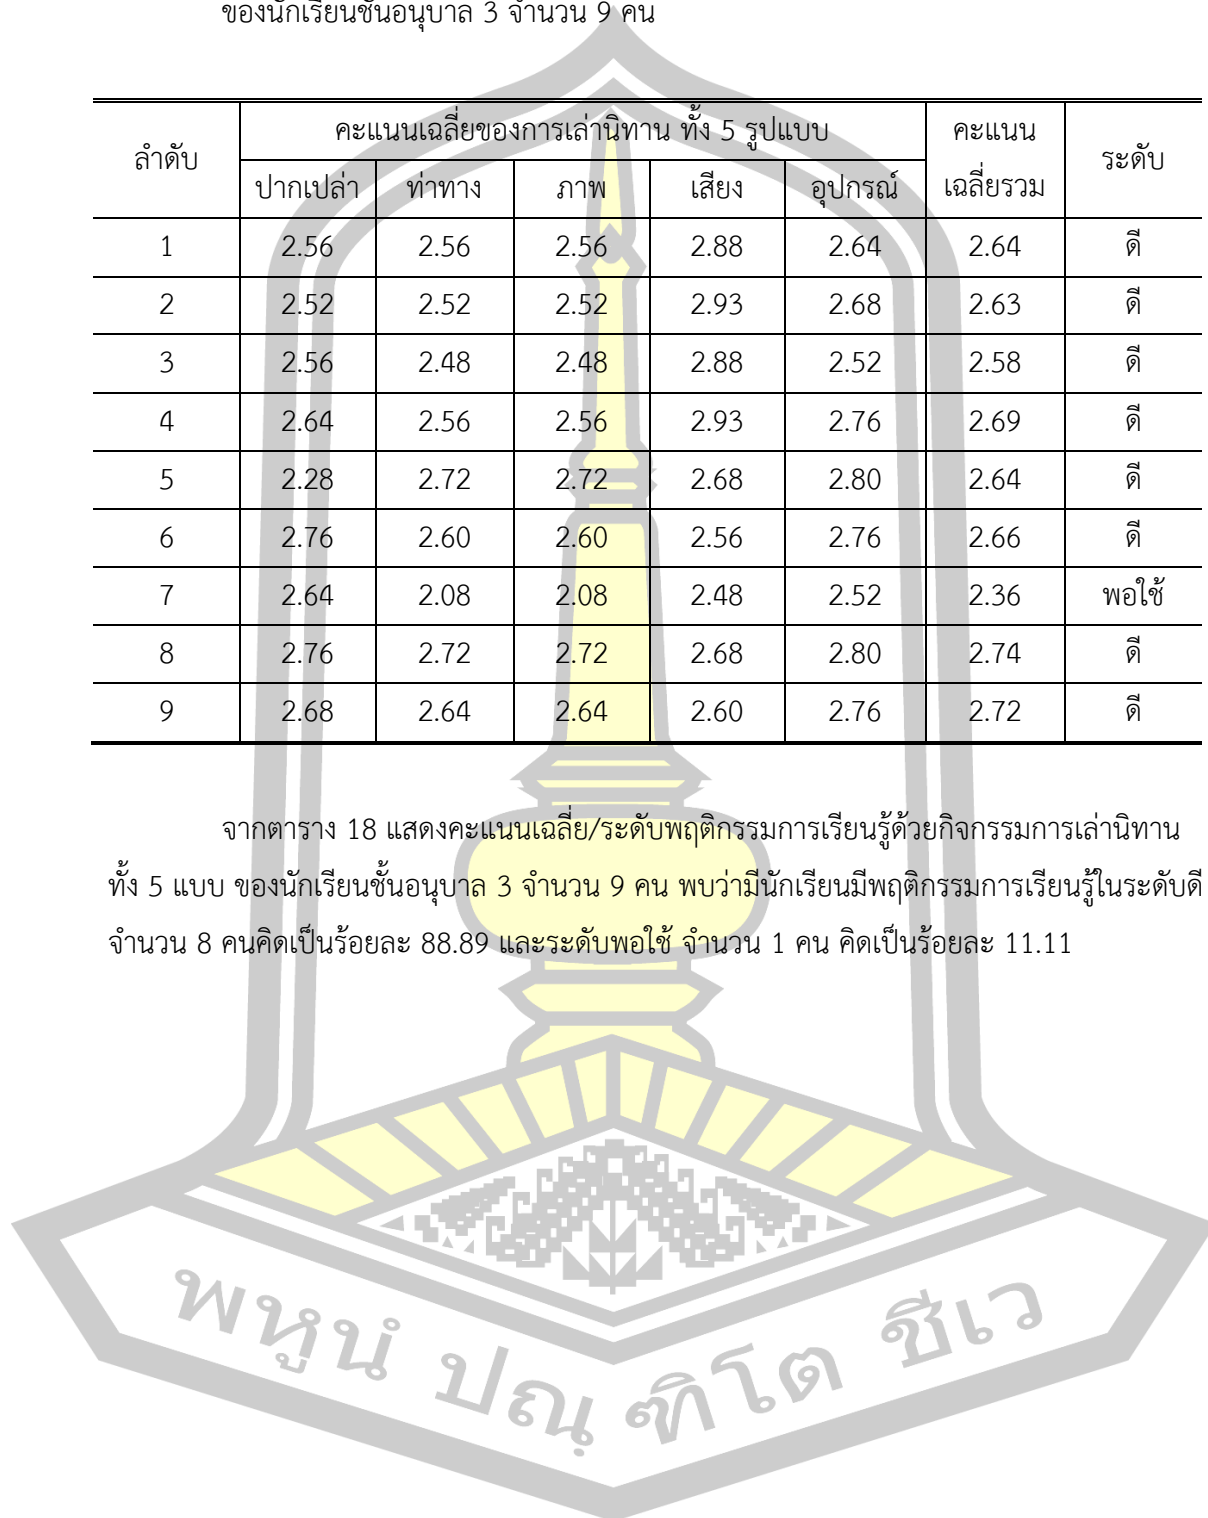 ของนักเรียนชั้นอนุบาล 3 จำนวน 9 คน
ลำดับ คะแนนเฉลี่ยของการเล่านิทาน ทั้ง 5 รูปแบบ คะแนนเฉลี่ยรวม ระดับ
ปากเปล่า ท่าทาง ภาพ เสียง อุปกรณ์
1 2.56 2.56 2.56 2.88 2.64 2.64 ดี
2 2.52 2.52 2.52 2.93 2.68 2.63 ดี
3 2.56 2.48 2.48 2.88 2.52 2.58 ดี
4 2.64 2.56 2.56 2.93 2.76 2.69 ดี
5 2.28 2.72 2.72 2.68 2.80 2.64 ดี
6 2.76 2.60 2.60 2.56 2.76 2.66 ดี
7 2.64 2.08 2.08 2.48 2.52 2.36 พอใช้
8 2.76 2.72 2.72 2.68 2.80 2.74 ดี
9 2.68 2.64 2.64 2.60 2.76 2.72 ดี
จากตาราง 18 แสดงคะแนนเฉลี่ย/ระดับพฤติกรรมการเรียนรู้ด้วยกิจกรรมการเล่านิทาน
ทั้ง 5 แบบ ของนักเรียนชั้นอนุบาล 3 จำนวน 9 คน พบว่ามีนักเรียนมีพฤติกรรมการเรียนรู้ในระดับดี
จำนวน 8 คนคิดเป็นร้อยละ 88.89 และระดับพอใช้ จำนวน 1 คน คิดเป็นร้อยละ 11.11
พหูนํ ปณฺ ฑิโต ชีเว